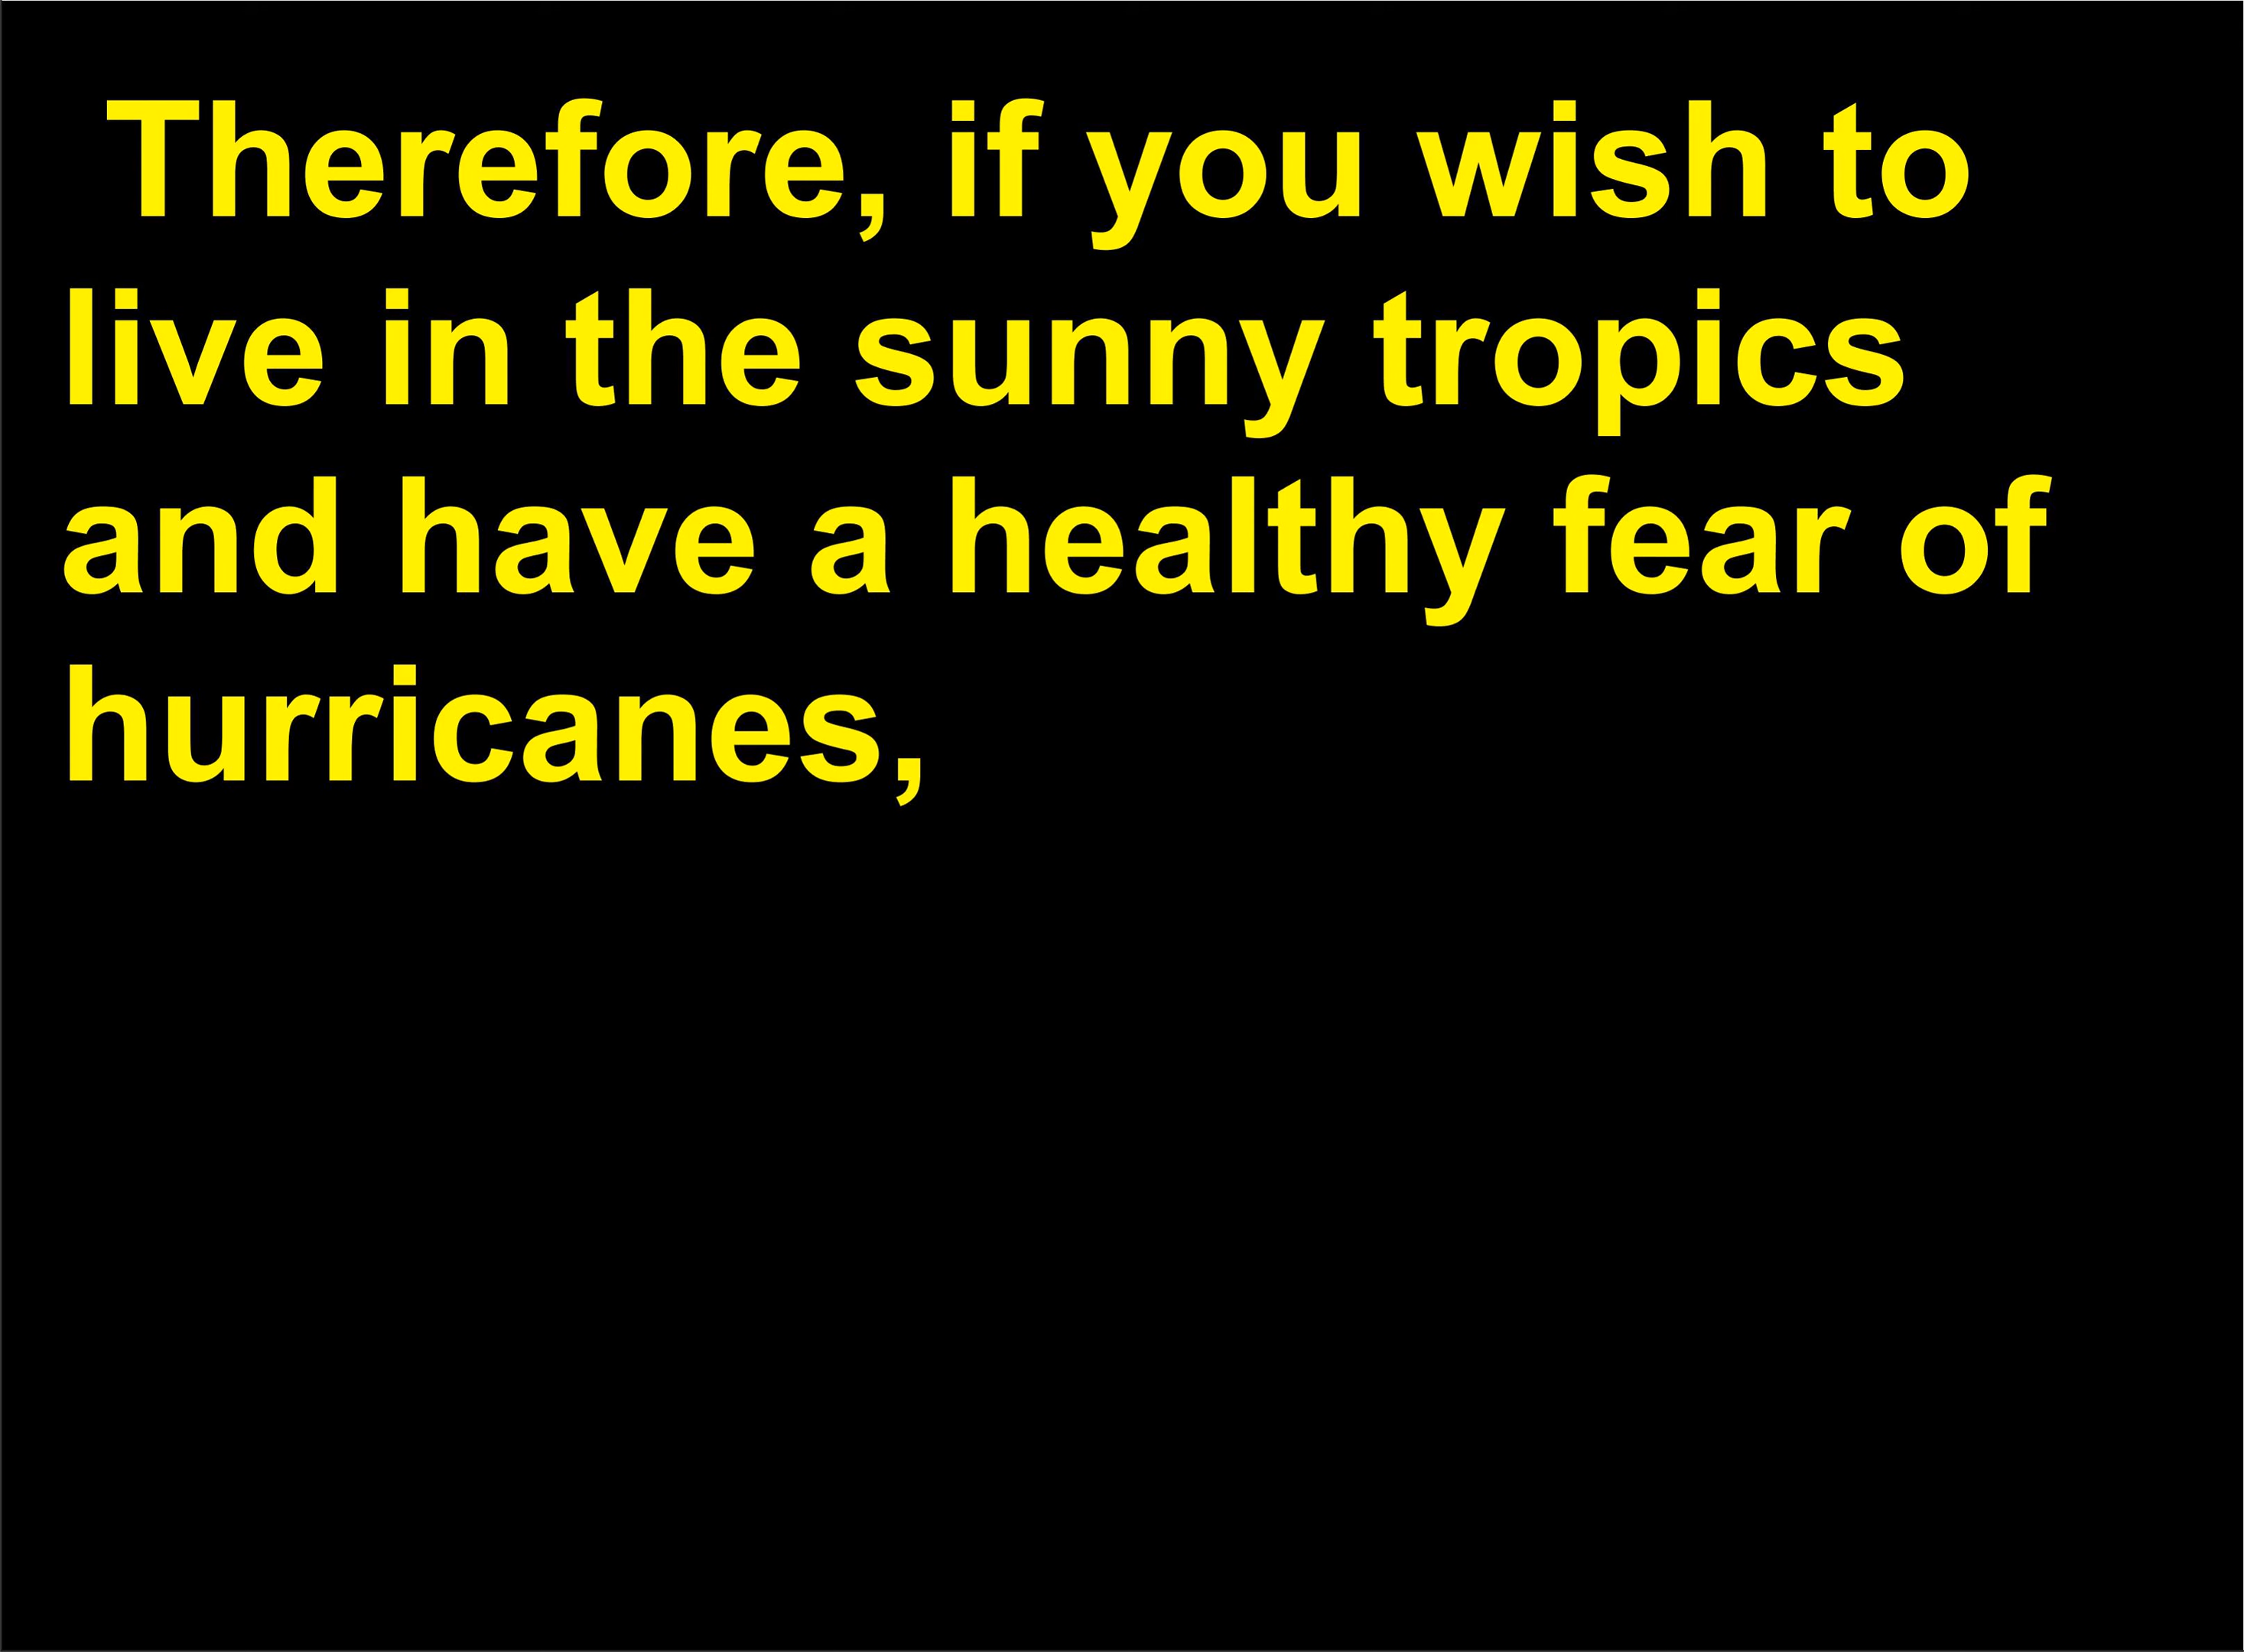 Therefore, if you wish to
live in the sunny tropics
and have a healthy fear of
hurricanes,